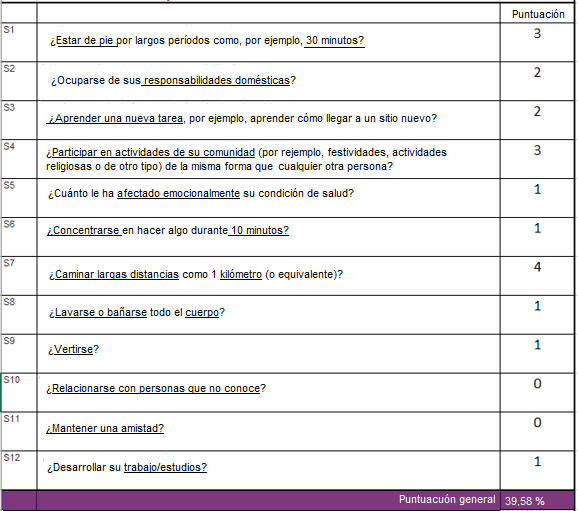 Puntuación
S1 ¿Estar de pie por largos períodos como, por ejemplo, 30 minutos? 3
S2 ¿Ocuparse de sus responsabilidades domésticas? 2
S3 ¿Aprender una nueva tarea, por ejemplo, aprender cómo llegar a un sitio nuevo? 2
S4 ¿Participar en actividades de su comunidad (por rejemplo, festividades, actividades 3
religiosas o de otro tipo) de la misma forma que cualquier otra persona?
S5 ¿Cuánto le ha afectado emocionalmente su condición de salud? 1
S6 ¿Concentrarse en hacer algo durante 10 minutos? 1
S7 ¿Caminar largas distancias como 1 kilómetro (o equivalente)? 4
S8 ¿Lavarse o bañarse todo el cuerpo? 1
S9 ¿Vertirse? 1
S10 ¿Relacionarse con personas que no conoce? 0
S11 ¿Mantener una amistad? 0
S12 ¿Desarrollar su trabajo/estudios? 1
Puntuacuón general 39,58 %